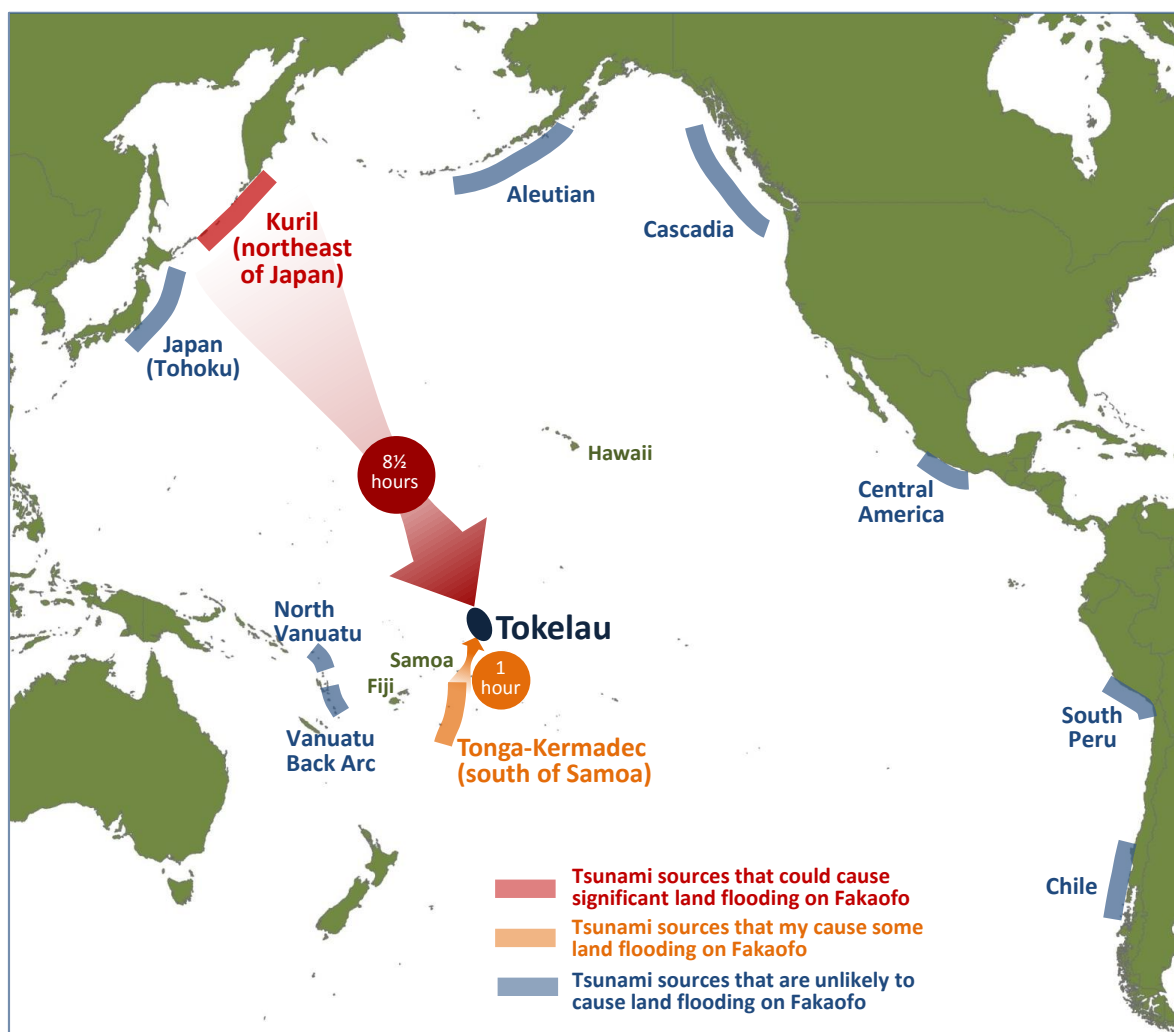 Aleutian
Cascadia
Kuril
(northeast
of Japan)
Japan
(Tohoku)
8½
hours
Hawaii
Central
America
North
Vanuatu
Tokelau
Samoa
Fiji
1
hour
Vanuatu
Back Arc
Tonga-Kermadec
(south of Samoa)
South
Peru
Chile
Tsunami sources that could cause
significant land flooding on Fakaofo
Tsunami sources that my cause some
land flooding on Fakaofo
Tsunami sources that are unlikely to
cause land flooding on Fakaofo